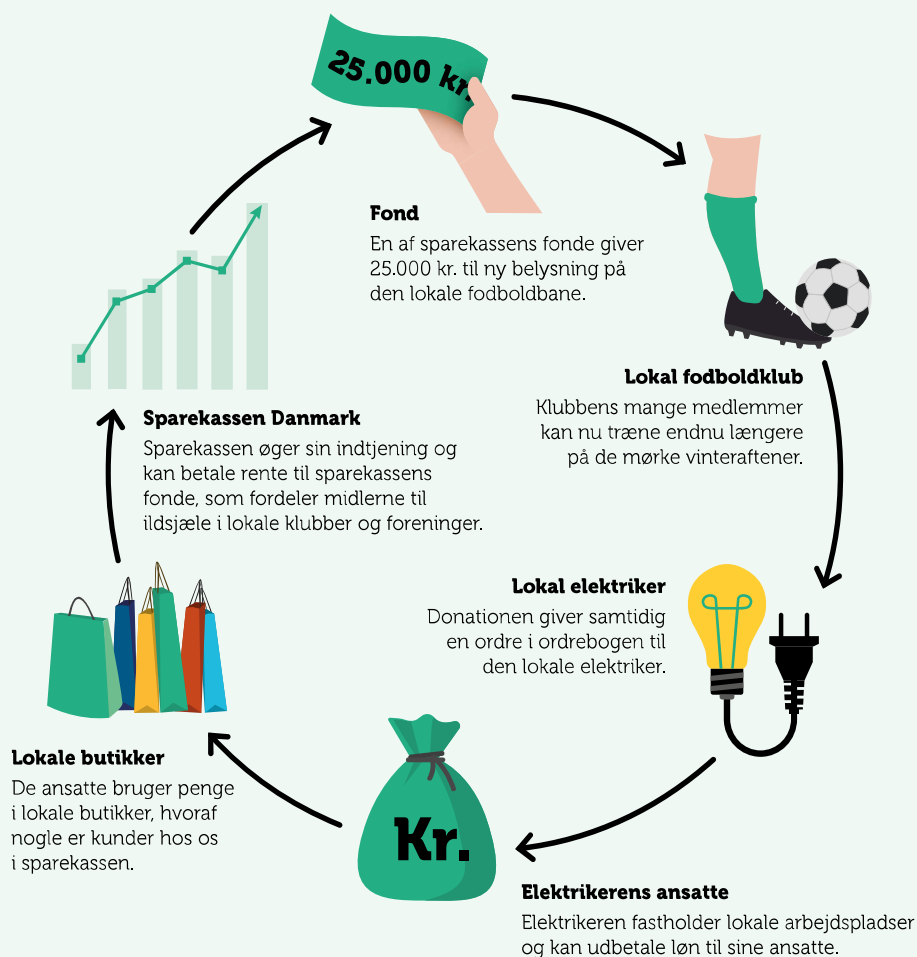 25.000 kr.
Fond
En af sparekassens fonde giver
25.000 kr. til ny belysning på
den lokale fodboldbane.
Lokal fodboldklub
Klubbens mange medlemmer
kan nu træne endnu længere
på de mørke vinteraftener.
Lokal elektriker
Donationen giver samtidig
en ordre i ordrebogen til
den lokale elektriker.
Elektrikerens ansatte
Elektrikeren fastholder lokale arbejdspladser
og kan udbetale løn til sine ansatte.
Kr.
Lokale butikker
De ansatte bruger penge
i lokale butikker, hvoraf
nogle er kunder hos os
i sparekassen.
Sparekassen Danmark
Sparekassen øger sin indtjening og
kan betale rente til sparekassens
fonde, som fordeler midlerne til
ildsjæle i lokale klubber og foreninger.